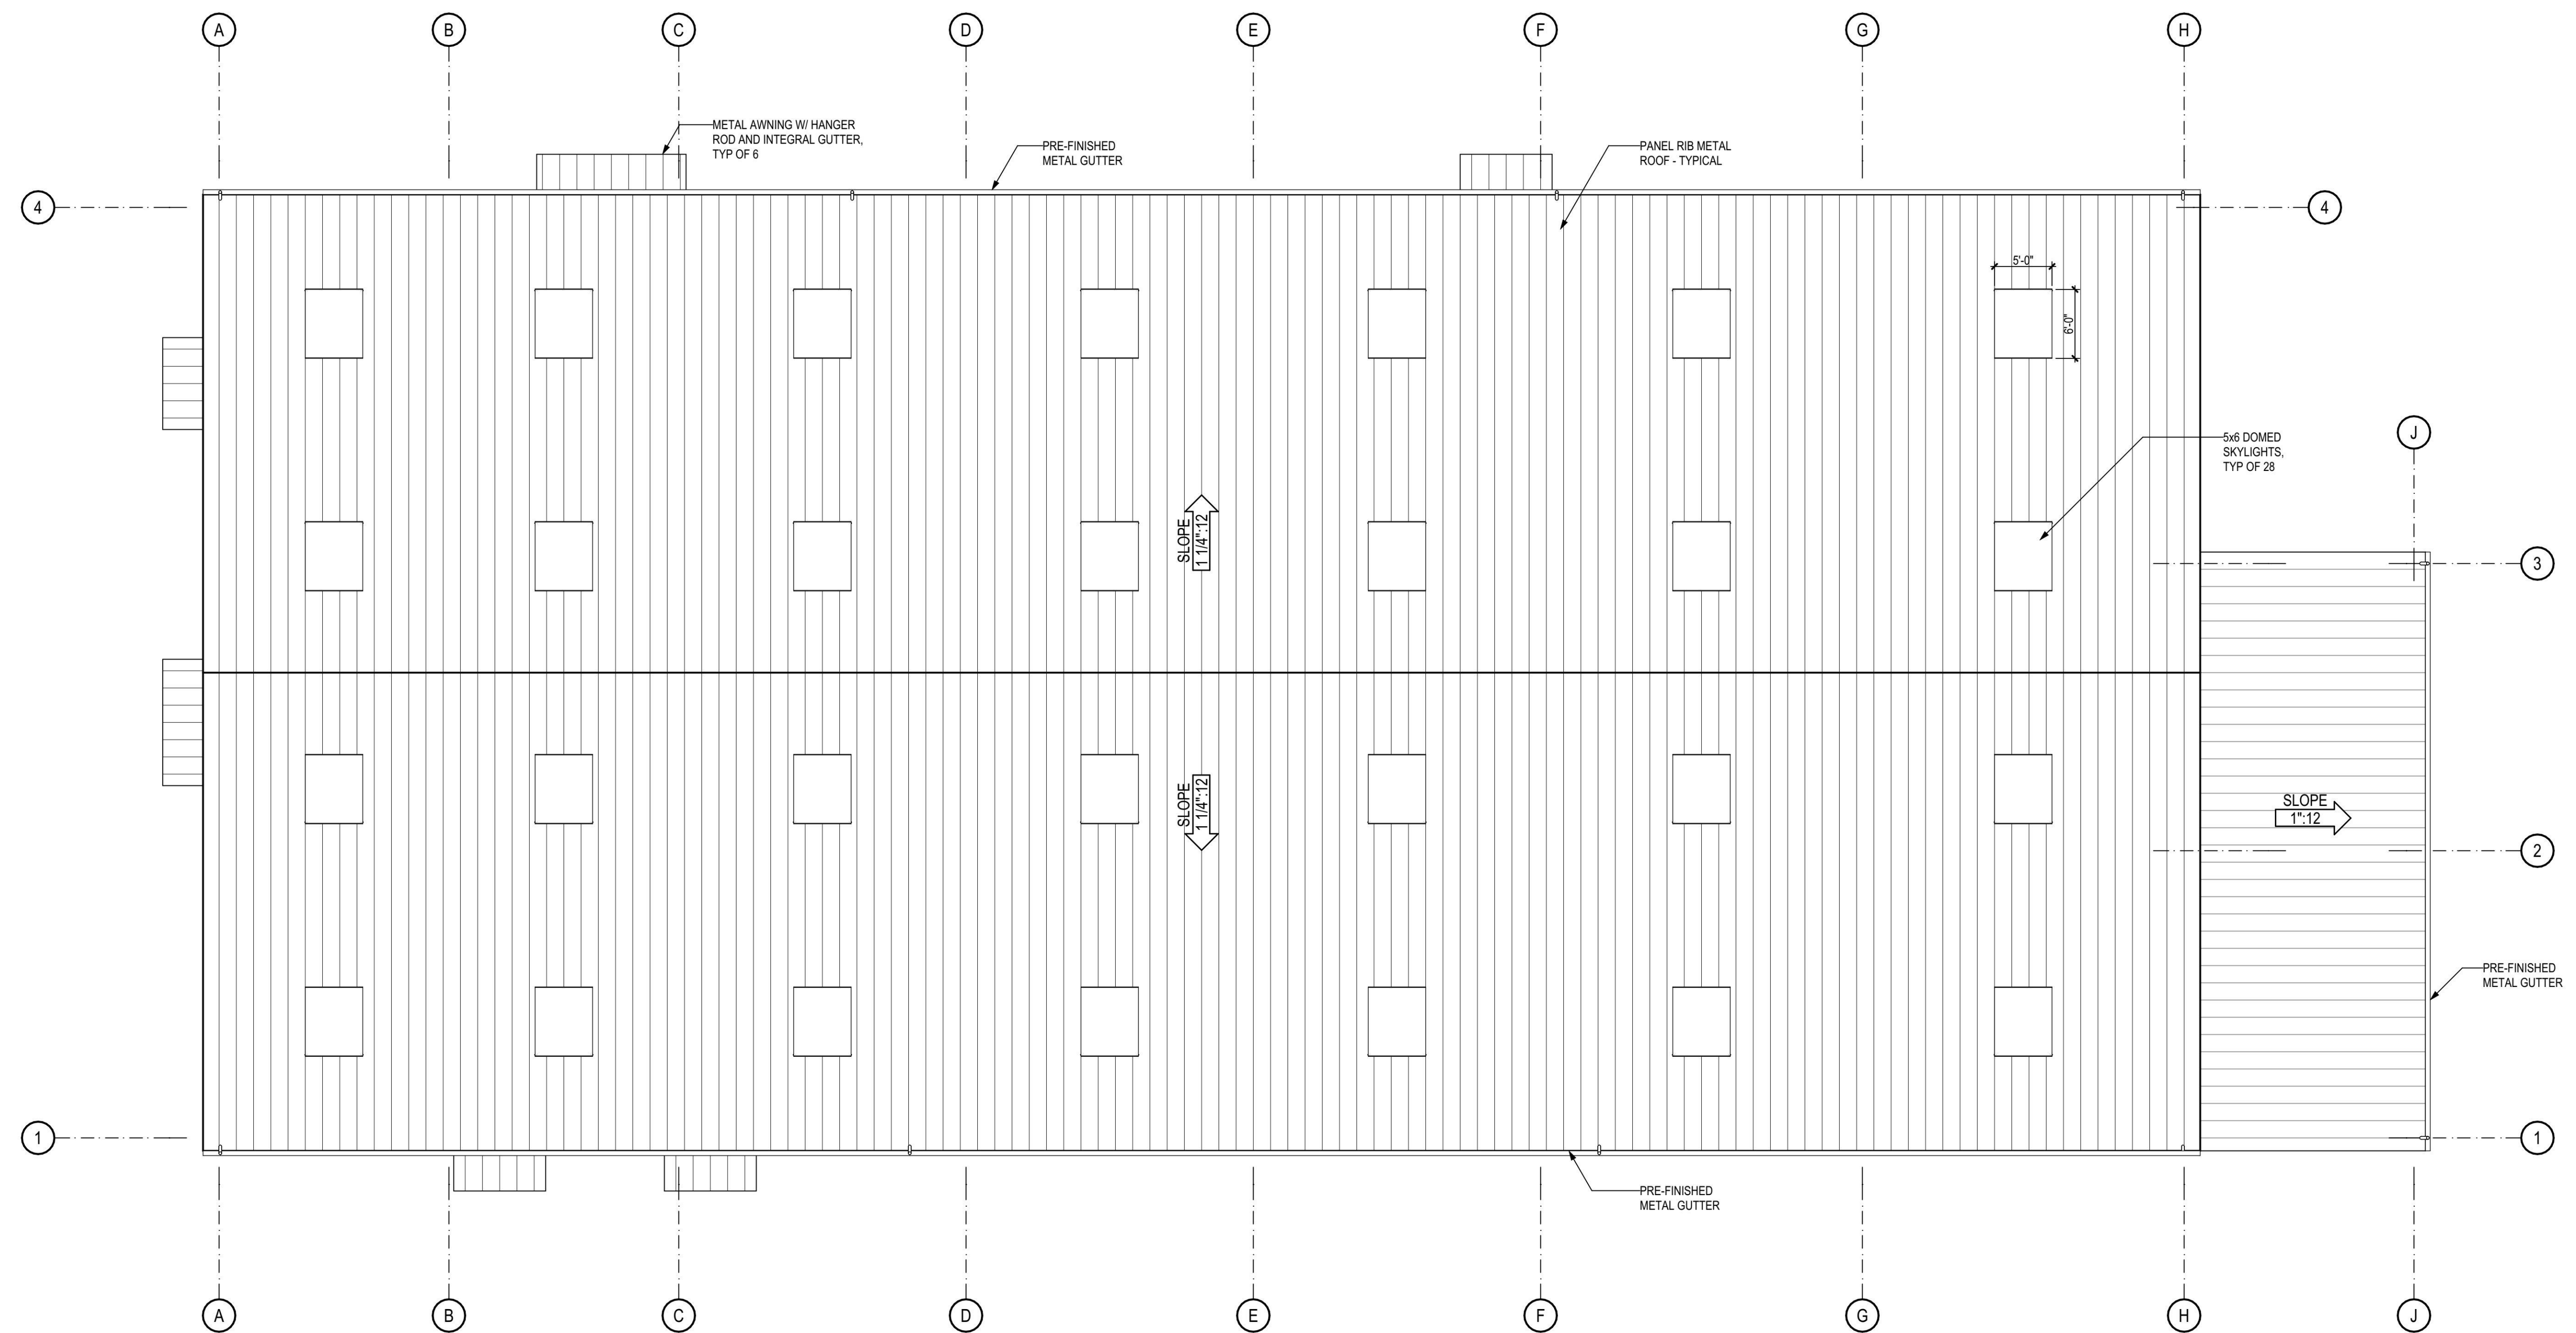 A
B
C
D
E
F
G
H
METAL AWNING W/ HANGER
ROD AND INTEGRAL GUTTER,
TYP OF 6
PRE-FINISHED
METAL GUTTER
PANEL RIB METAL
ROOF - TYPICAL
4
4
5'-0"
6'-0"
J
5x6 DOMED
SKYLIGHTS,
TYP OF 28
SLOPE
1 1/4":12
3
SLOPE
1 1/4":12
SLOPE
1":12
2
PRE-FINISHED
METAL GUTTER
1
1
PRE-FINISHED
METAL GUTTER
A
B
C
D
E
F
G
H
J